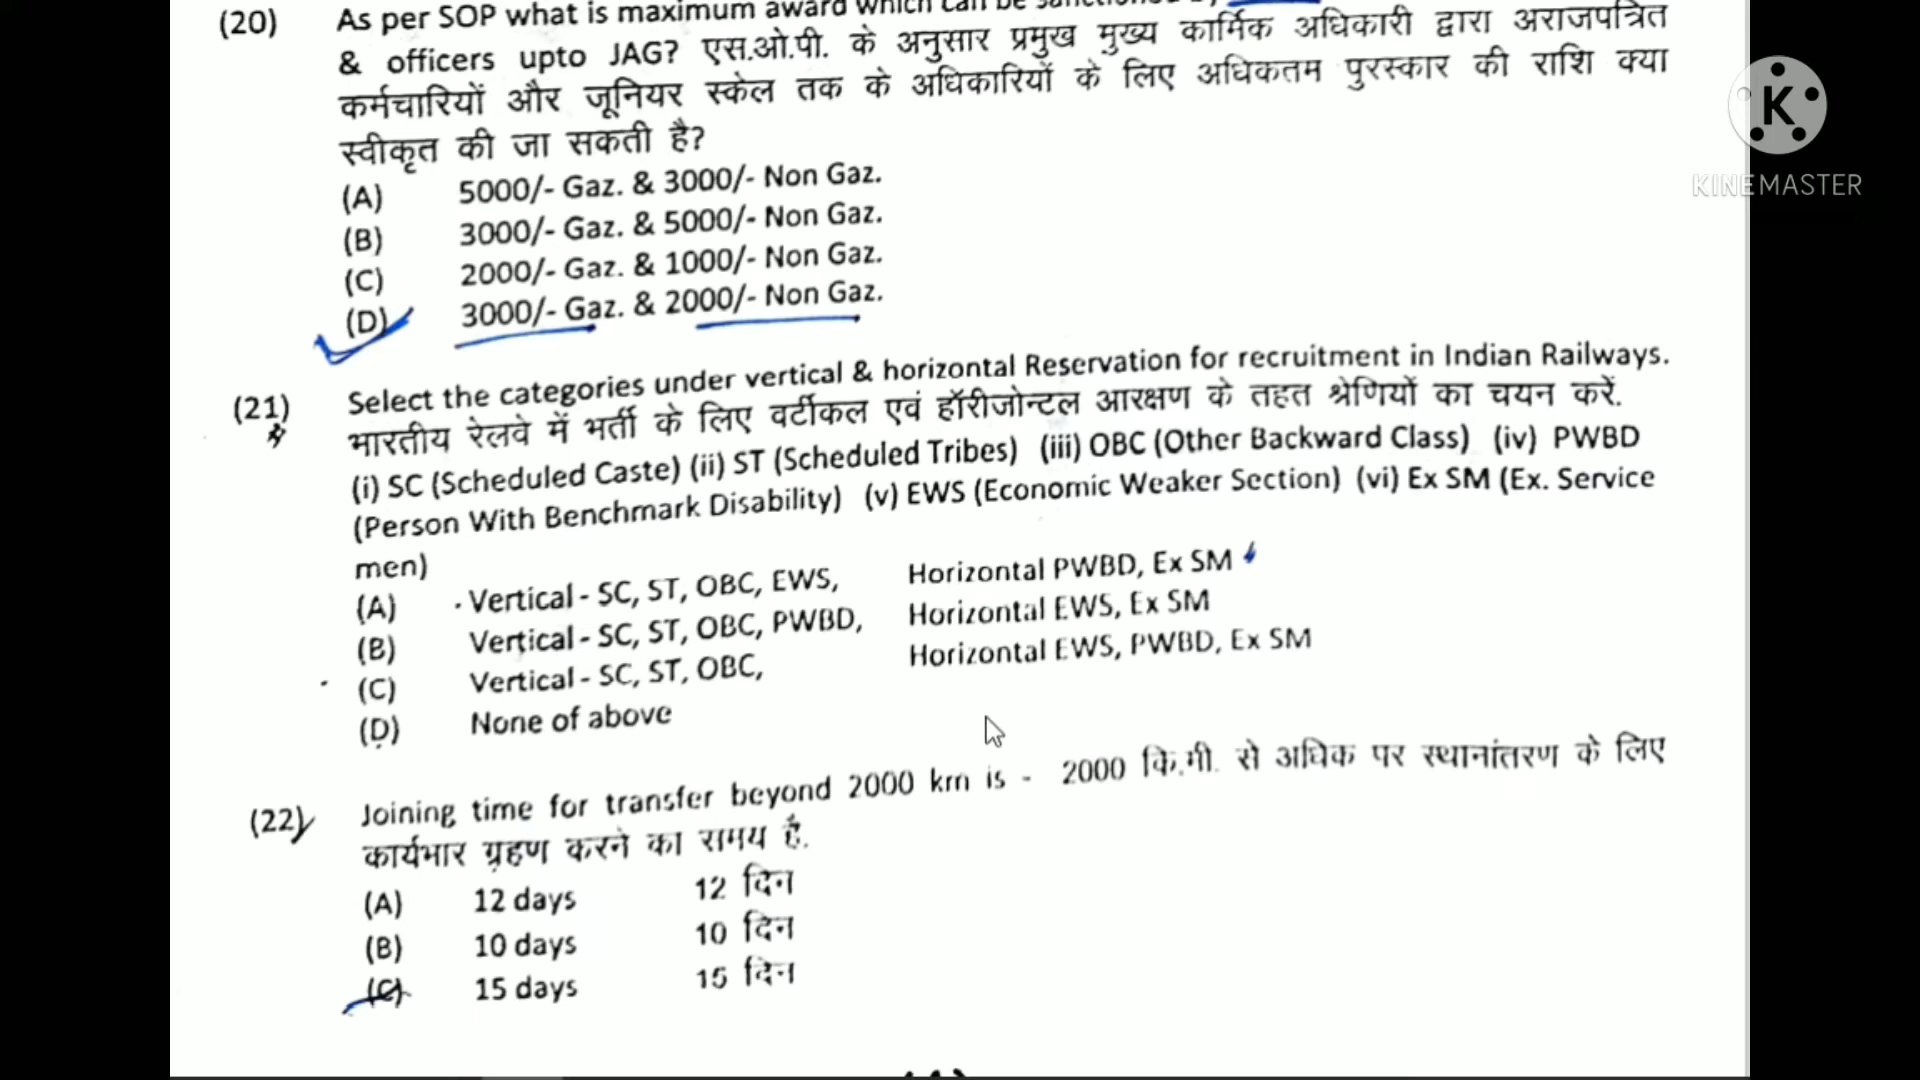 (20) As per SOP what is maximum award which can be
& officers upto JAG? एस.ओ.पी. के अनुसार प्रमुख मुख्य कार्मिक अधिकारी द्वारा अराजपत्रित
कर्मचारियों और जूनियर स्केल तक के अधिकारियों के लिए अधिकतम पुरस्कार की राशि क्या
स्वीकृत की जा सकती है?
(A) 5000/- Gaz. & 3000/- Non Gaz.
(B) 3000/- Gaz. & 5000/- Non Gaz.
(C) 2000/- Gaz. & 1000/- Non Gaz.
(D) 3000/- Gaz. & 2000/- Non Gaz.
K
KINEMASTER
(21) Select the categories under vertical & horizontal Reservation for recruitment in Indian Railways.
भारतीय रेलवे में भर्ती के लिए वर्टीकल एवं हॉरीजोन्टल आरक्षण के तहत श्रेणियों का चयन करें.
(i) SC (Scheduled Caste) (ii) ST (Scheduled Tribes) (iii) OBC (Other Backward Class) (iv) PWBD
(Person With Benchmark Disability) (v) EWS (Economic Weaker Section) (vi) Ex SM (Ex. Service
men)
(A) Vertical - SC, ST, OBC, EWS, Horizontal PWBD, Ex SM
(B) Vertical - SC, ST, OBC, PWBD, Horizontal EWS, Ex SM
(C) Vertical - SC, ST, OBC, Horizontal EWS, PWBD, Ex SM
(D) None of above
(22) Joining time for transfer beyond 2000 km is - 2000 कि.मी. से अधिक पर स्थानांतरण के लिए
कार्यभार ग्रहण करने का समय है.
(A) 12 days 12 दिन
(B) 10 days 10 दिन
(C) 15 days 15 दिन